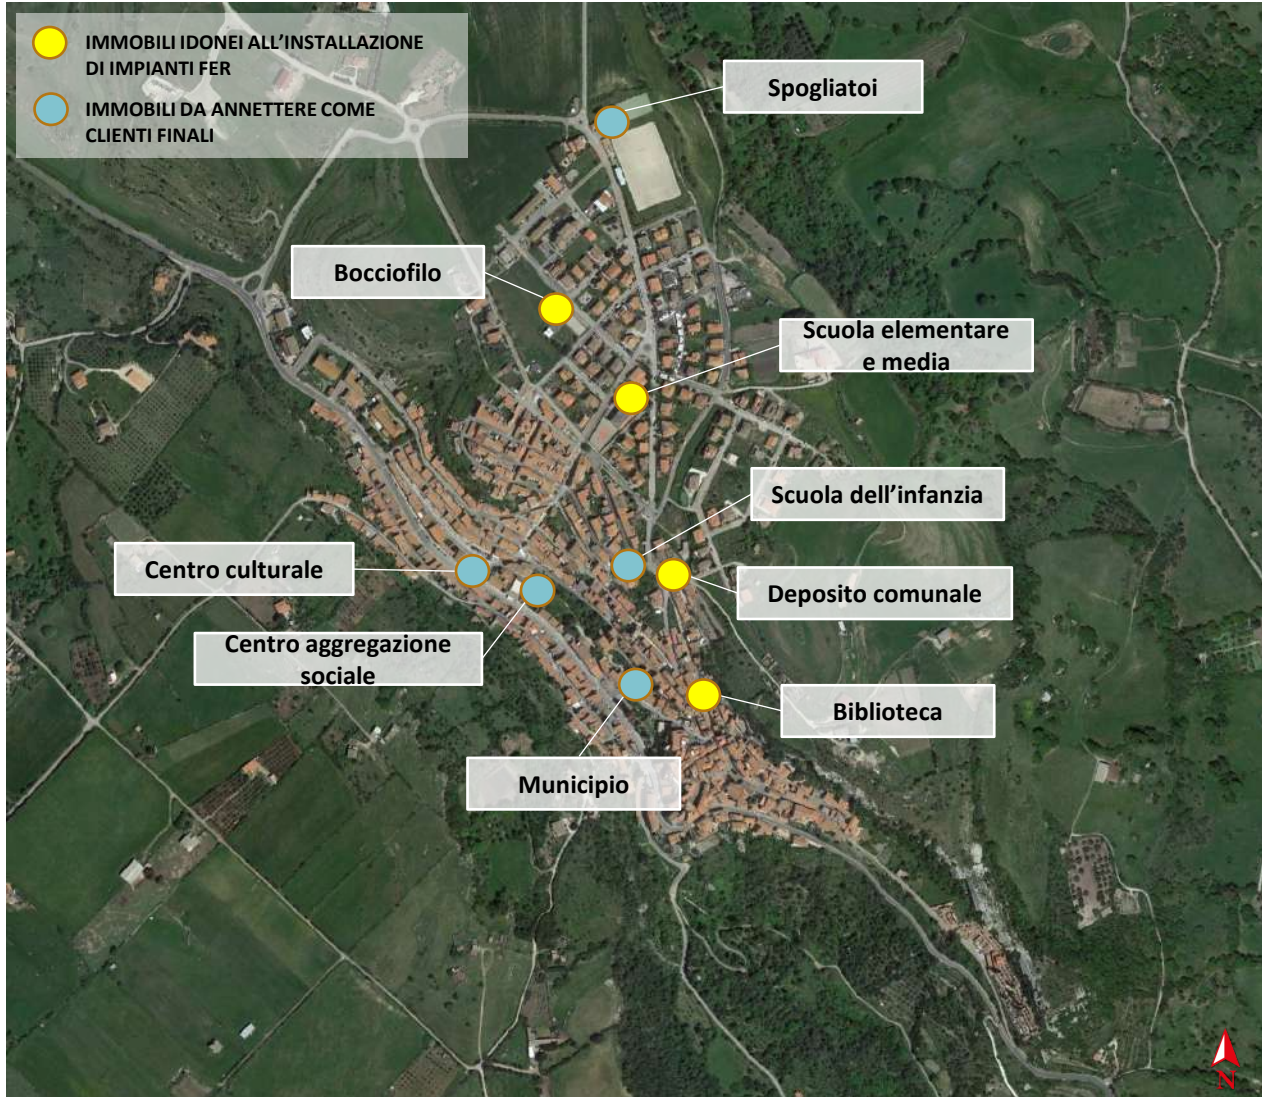 IMMOBILI IDONEI ALL'INSTALLAZIONE
DI IMPIANTI FER
IMMOBILI DA ANNETTERE COME
CLIENTI FINALI
Spogliatoi
Bocciofilo
Scuola elementare
e media
Scuola dell'infanzia
Centro culturale
Deposito comunale
Centro aggregazione
sociale
Biblioteca
Municipio
N